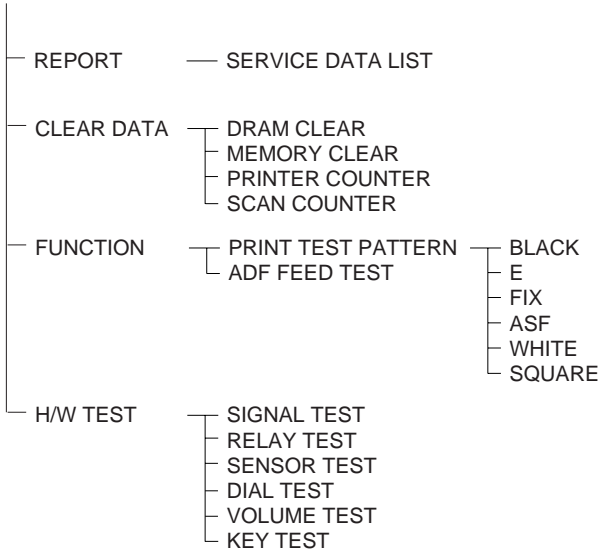 REPORT SERVICE DATA LIST
CLEAR DATA DRAM CLEAR
MEMORY CLEAR
PRINTER COUNTER
SCAN COUNTER
FUNCTION PRINT TEST PATTERN BLACK
ADF FEED TEST E
FIX
ASF
WHITE
SQUARE
H/W TEST SIGNAL TEST
RELAY TEST
SENSOR TEST
DIAL TEST
VOLUME TEST
KEY TEST